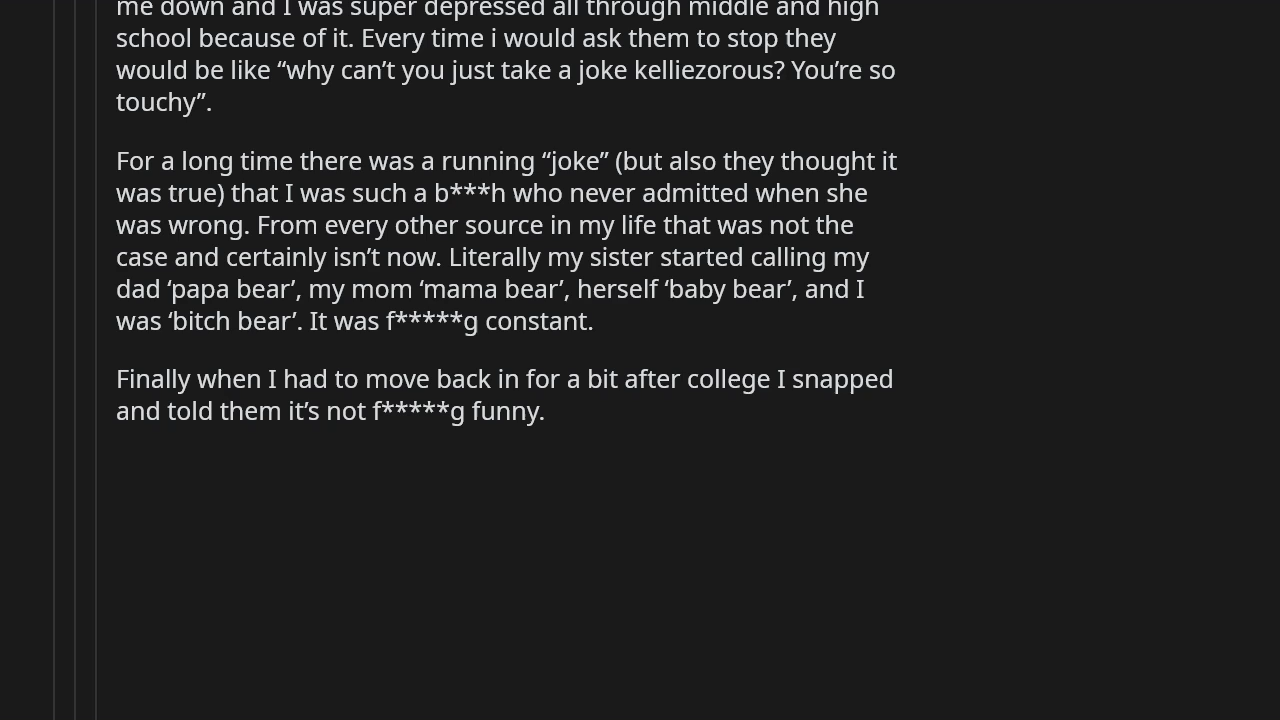 me down and I was super depressed all through middle and high
school because of it. Every time i would ask them to stop they
would be like “why can’t you just take a joke kelliezorous? You’re so
touchy”.
For a long time there was a running “joke” (but also they thought it
was true) that I was such a b***h who never admitted when she
was wrong. From every other source in my life that was not the
case and certainly isn’t now. Literally my sister started calling my
dad ‘papa bear’, my mom ‘mama bear’, herself ‘baby bear’, and I
was ‘bitch bear’. It was f*****g constant.
Finally when I had to move back in for a bit after college I snapped
and told them it’s not f*****g funny.